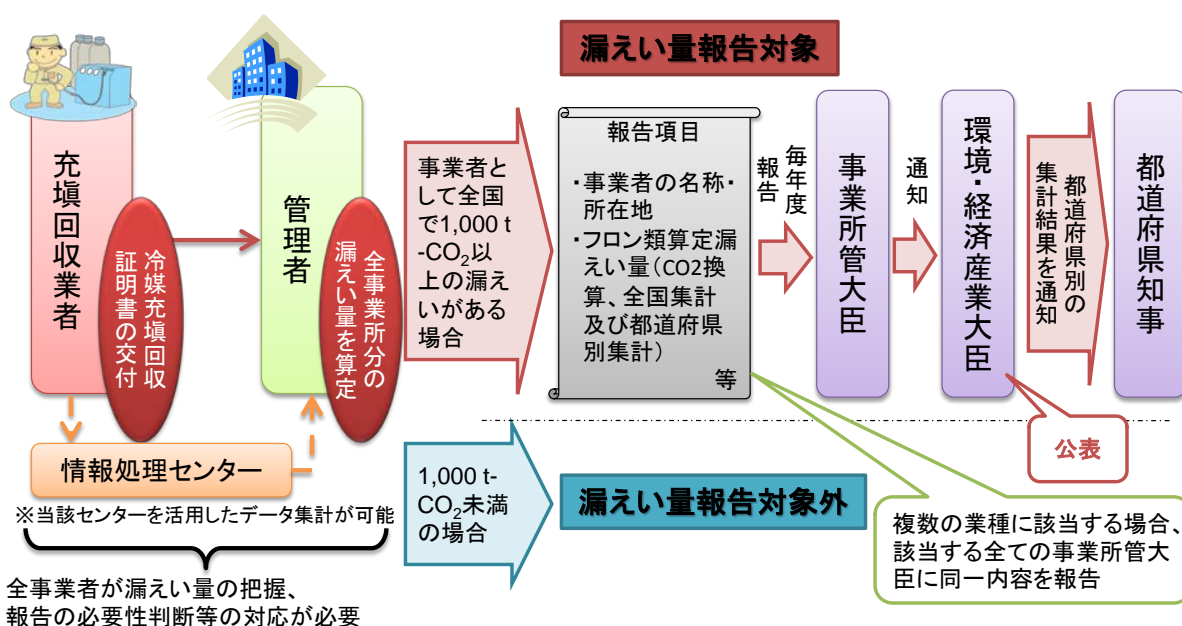 漏えい量報告対象
充塡回収業者
冷媒充塡回収
証明書の交付
管理者
全事業所分の
漏えい量を算定
事業者と
して全国
で1,000 t
-CO₂以
上の漏え
いがある
場合
報告項目
・事業者の名称・
所在地
・フロン類算定漏
えい量(CO2換
算、全国集計
及び都道府県
別集計)
等
毎年度
報告
事業所管大臣
通知
環境・経済産業大臣
都道府県別の
集計結果を通知
都道府県知事
公表
情報処理センター
※当該センターを活用したデータ集計が可能
全事業者が漏えい量の把握、
報告の必要性判断等の対応が必要
1,000 t-
CO₂未満
の場合
漏えい量報告対象外
複数の業種に該当する場合、
該当する全ての事業所管大
臣に同一内容を報告